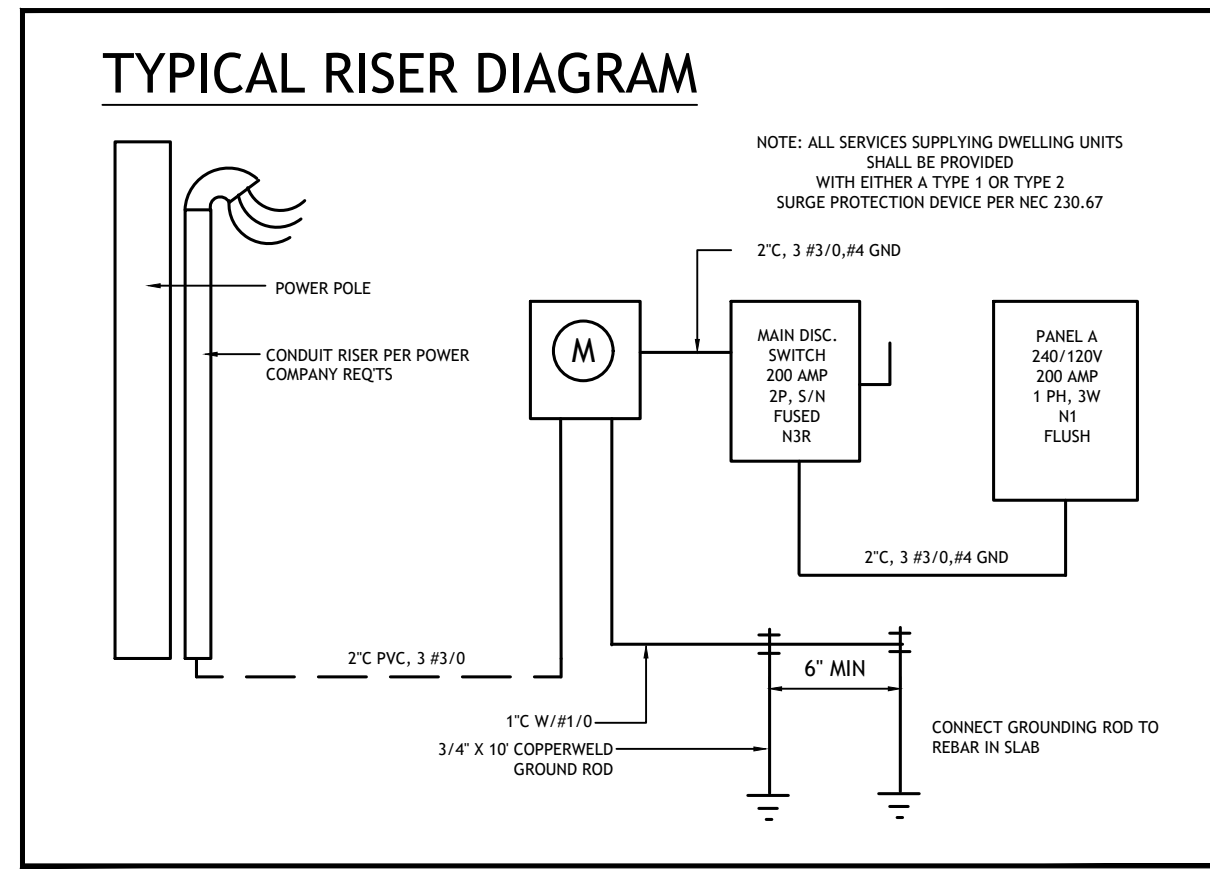 TYPICAL RISER DIAGRAM
NOTE: ALL SERVICES SUPPLYING DWELLING UNITS
SHALL BE PROVIDED
WITH EITHER A TYPE 1 OR TYPE 2
SURGE PROTECTION DEVICE PER NEC 230.67
2"C, 3 #3/0,#4 GND
POWER POLE
CONDUIT RISER PER POWER
COMPANY REQ'TS
M
MAIN DISC.
SWITCH
200 AMP
2P, S/N
FUSED
N3R
PANEL A
240/120V
200 AMP
1 PH, 3W
N1
FLUSH
2"C, 3 #3/0,#4 GND
2"C PVC, 3 #3/0
6" MIN
1"C W/#1/0
3/4" X 10' COPPERWELD
GROUND ROD
CONNECT GROUNDING ROD TO
REBAR IN SLAB